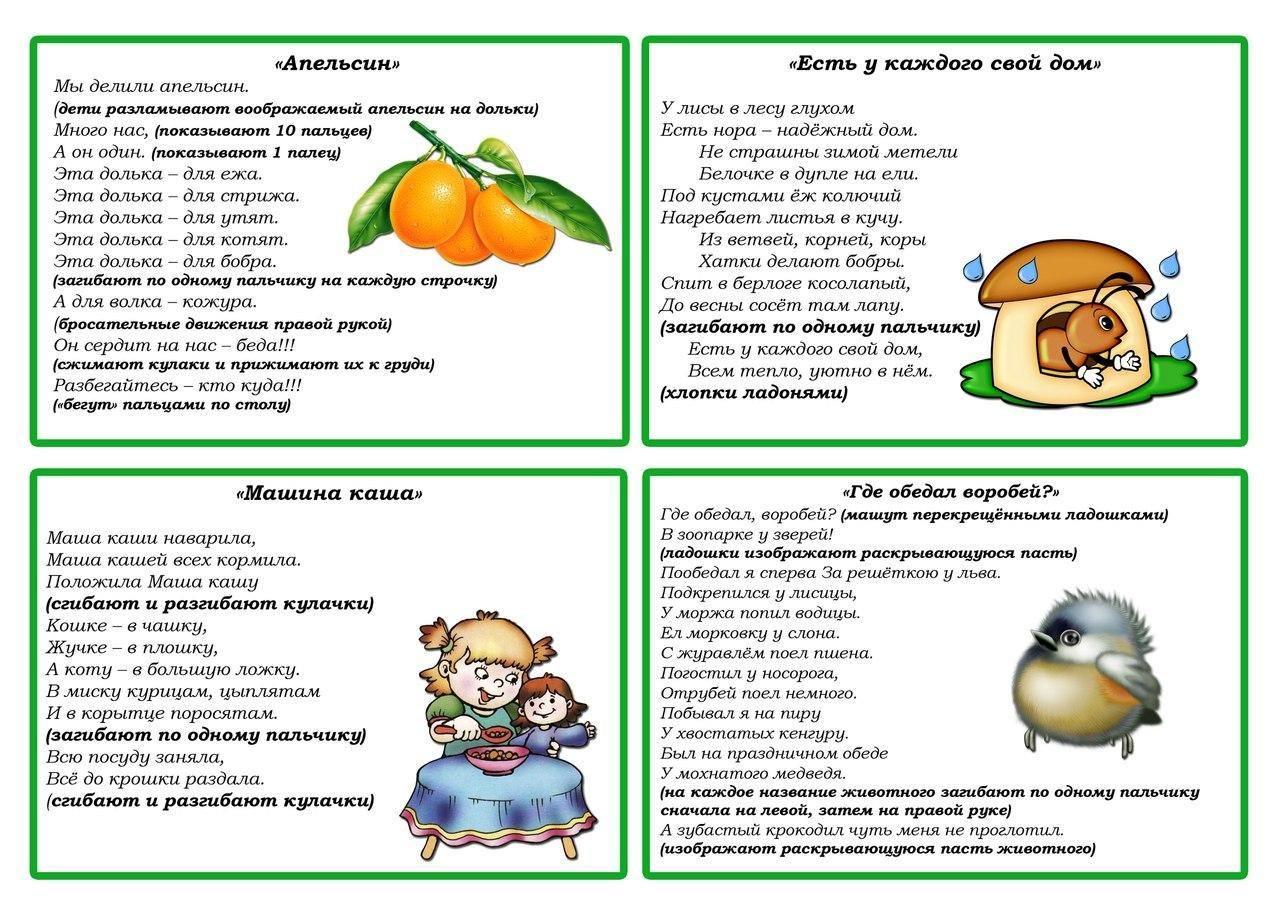 «Апельсин»
Мы делили апельсин.
(дети разламывают воображаемый апельсин на дольки)
Много нас, (показывают 10 пальцев)
А он один. (показывают 1 палец)
Эта долька – для ежа.
Эта долька – для стрижа.
Эта долька – для утят.
Эта долька – для котят.
Эта долька – для бобра.
(загибают по одному пальчику на каждую строчку)
А для волка – кожура.
(бросательные движения правой рукой)
Он сердит на нас – беда!!!
(сжимают кулаки и прижимают их к груди)
Разбегайтесь – кто куда!!!
(«бегут» пальцами по столу)
«Есть у каждого свой дом»
У лисы в лесу глухом
Есть нора – надёжный дом.
Не страшны зимой метели
Белочке в дупле на ели.
Под кустами ёж колючий
Нагребает листья в кучу.
Из ветвей, корней, коры
Хатки делают бобры.
Спит в берлоге косолапый,
До весны сосёт там лапу.
(загибают по одному пальчику)
Есть у каждого свой дом,
Всем тепло, уютно в нём.
(хлопки ладонями)
«Машина каша»
Маша каши наварила,
Маша кашей всех кормила.
Положила Маша кашу
(сгибают и разгибают кулачки)
Кошке – в чашку,
Жучке – в плошку,
А коту – в большую ложку.
В миску курицам, цыплятам
И в корытце поросятам.
(загибают по одному пальчику)
Всю посуду заняла,
Всё до крошки раздала.
(сгибают и разгибают кулачки)
«Где обедал воробей?»
Где обедал, воробей? (машут перекрещёнными ладошками)
В зоопарке у зверей!
(ладошки изображают раскрывающуюся пасть)
Пообедал я сперва За решёткою у льва.
Подкрепился у лисицы,
У моржа попил водицы.
Ел морковку у слона.
С журавлём поел пшена.
Погостил у носорога,
Отрубей поел немного.
Побывал я на пиру
У хвостатых кенгуру.
Был на праздничном обеде
У мохнатого медведя.
(на каждое название животного загибают по одному пальчику
сначала на левой, затем на правой руке)
А зубастый крокодил чуть меня не проглотил.
(изображают раскрывающуюся пасть животного)